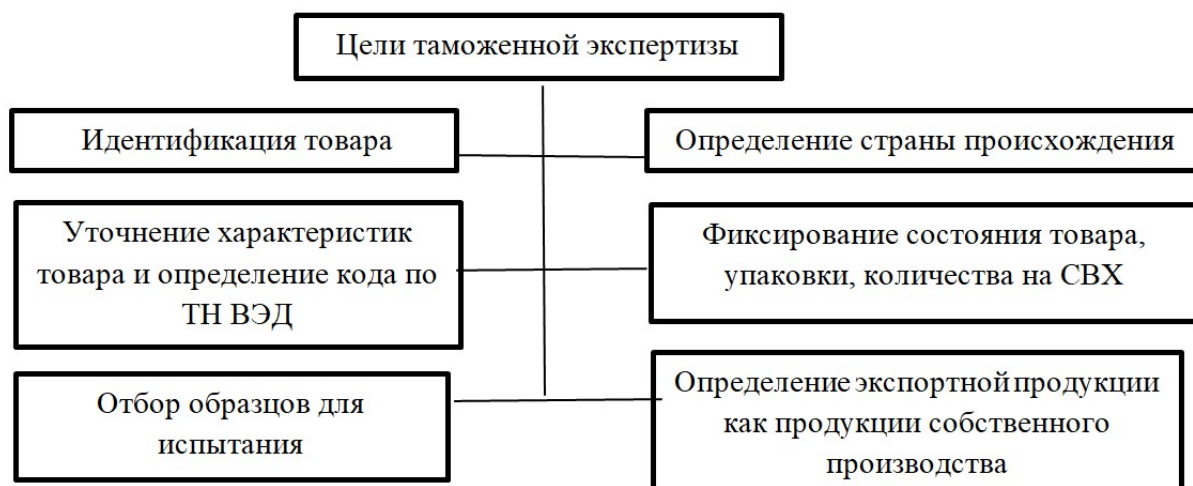 Цели таможенной экспертизы
Идентификация товара
Определение страны происхождения
Уточнение характеристик
товара и определение кода по
ТН ВЭД
Фиксирование состояния товара,
упаковки, количества на СВХ
Отбор образцов для
испытания
Определение экспортной продукции
как продукции собственного
производства